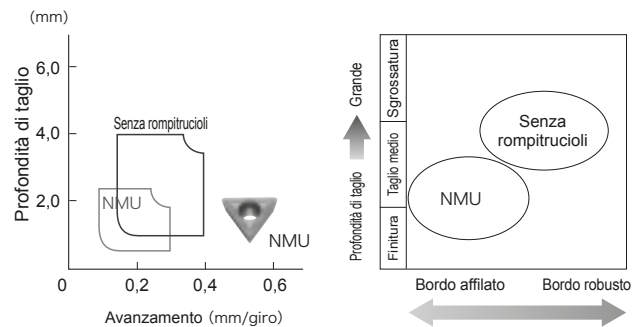 (mm)
Profondità di taglio
6,0
4,0
2,0
0
0,2
0,4
0,6
Avanzamento (mm/giro)
Senza rompitrucioli
NMU
NMU
Profondità di taglio
Grande
Sgrossatura
Taglio medio
Finitura
Senza
rompitrucioli
NMU
Bordo affilato
Bordo robusto